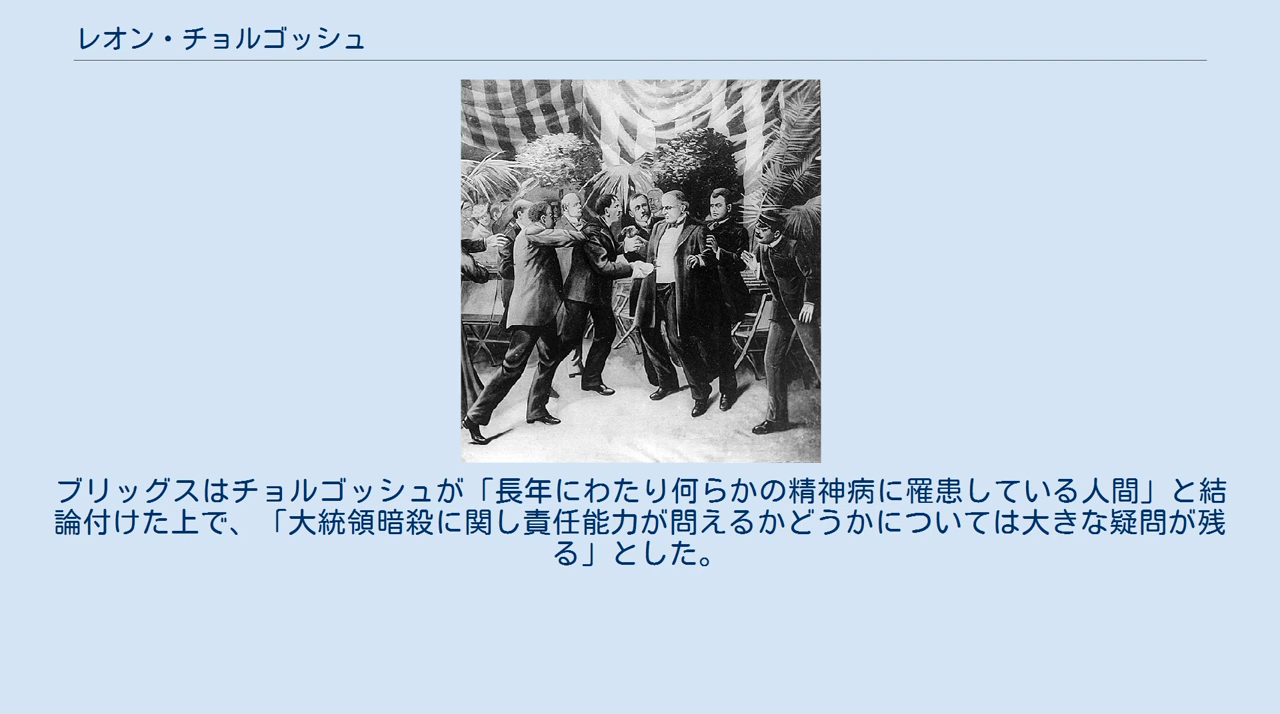 レオン・チョルゴッシュ
ブリッグスはチョルゴッシュが「長年にわたり何らかの精神病に罹患している人間」と結
論付けた上で、「大統領暗殺に関し責任能力が問えるかどうかについては大きな疑問が残
る」とした。